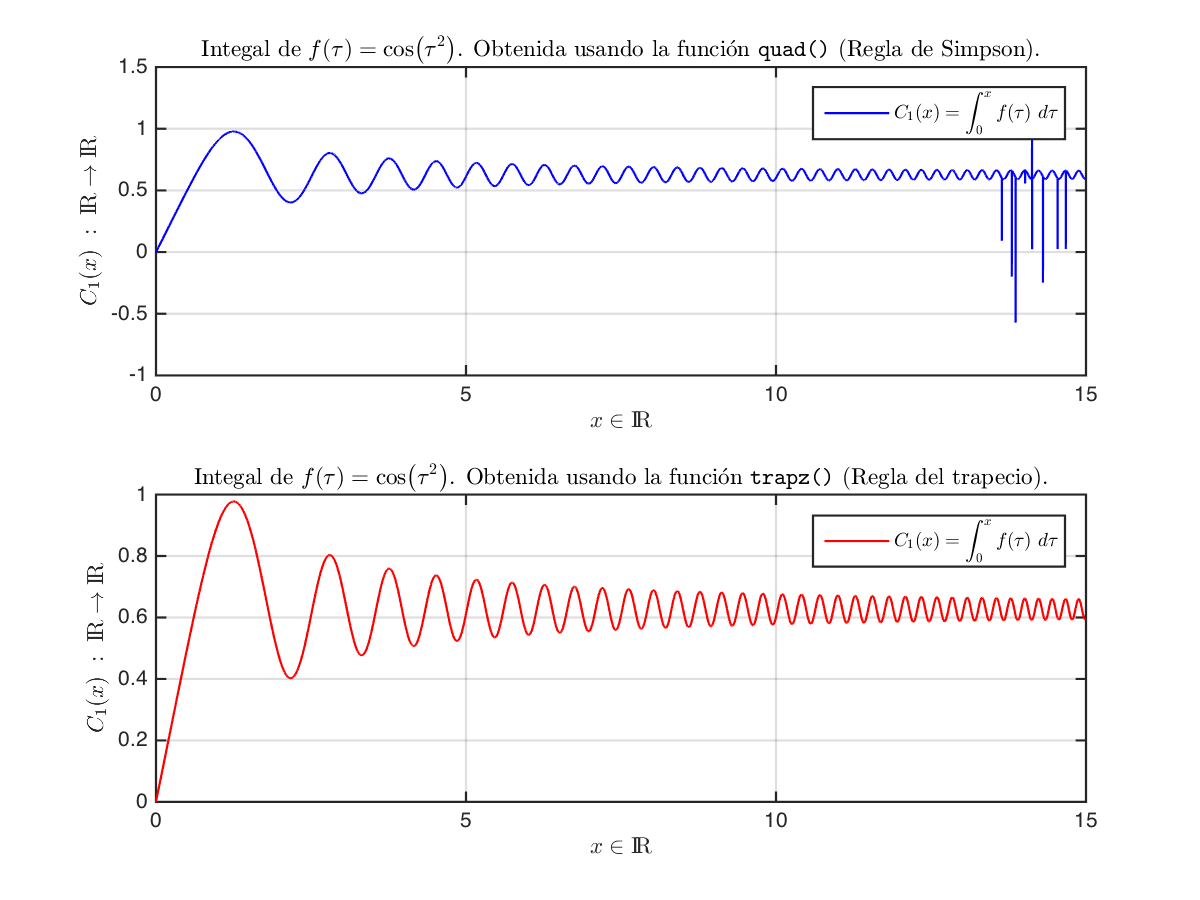 Integal de f(τ) = cos(τ²). Obtenida usando la función quad() (Regla de Simpson).
1.5
1
0.5
0
-0.5
-1
C₁(x) : ℝ → ℝ
C₁(x) = ∫₀ˣ f(τ) dτ
0 5 10 15
x ∈ ℝ
Integal de f(τ) = cos(τ²). Obtenida usando la función trapz() (Regla del trapecio).
1
0.8
0.6
0.4
0.2
0
C₁(x) : ℝ → ℝ
C₁(x) = ∫₀ˣ f(τ) dτ
0 5 10 15
x ∈ ℝ